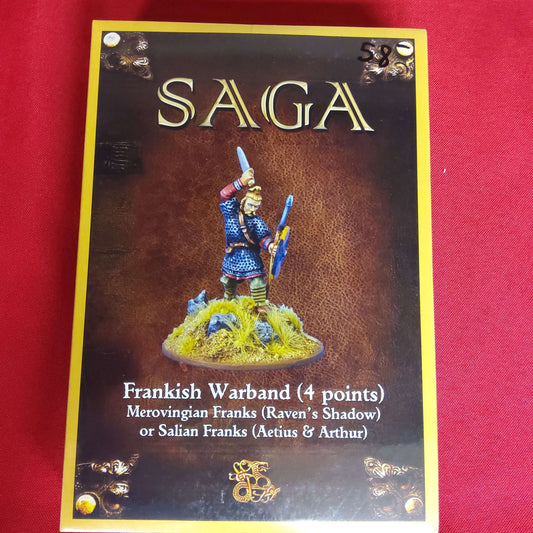 58
SAGA
Frankish Warband (4 points)
Merovingian Franks (Raven's Shadow)
or Salian Franks (Aetius & Arthur)